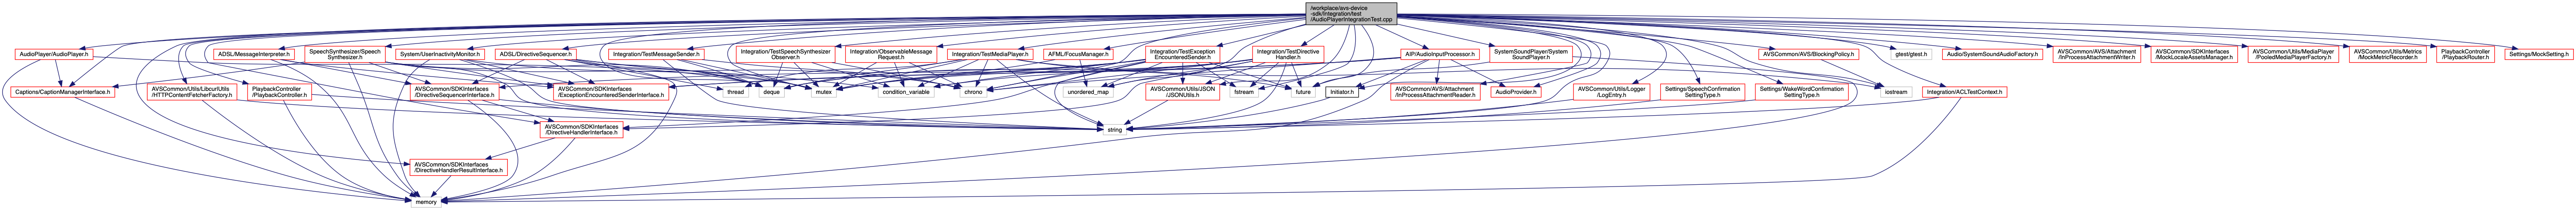 /workplace/avs-device
-sdk/Integration/test
/AudioPlayerIntegrationTest.cpp
AudioPlayer/AudioPlayer.h
ADSL/MessageInterpreter.h
SpeechSynthesizer/Speech
Synthesizer.h
System/UserInactivityMonitor.h
ADSL/DirectiveSequencer.h
Integration/TestMessageSender.h
Integration/TestSpeechSynthesizer
Observer.h
Integration/ObservableMessage
Request.h
Integration/TestMediaPlayer.h
AFML/FocusManager.h
Integration/TestException
EncounteredSender.h
Integration/TestDirective
Handler.h
AIP/AudioInputProcessor.h
SystemSoundPlayer/System
SoundPlayer.h
AVSCommon/AVS/BlockingPolicy.h
gtest/gtest.h
Audio/SystemSoundAudioFactory.h
AVSCommon/AVS/Attachment
/InProcessAttachmentWriter.h
AVSCommon/SDKInterfaces
/MockLocaleAssetsManager.h
AVSCommon/Utils/MediaPlayer
/PooledMediaPlayerFactory.h
AVSCommon/Utils/Metrics
/MockMetricRecorder.h
PlaybackController
/PlaybackRouter.h
Settings/MockSetting.h
Captions/CaptionManagerInterface.h
AVSCommon/Utils/LibcurlUtils
/HTTPContentFetcherFactory.h
PlaybackController
/PlaybackController.h
AVSCommon/SDKInterfaces
/DirectiveSequencerInterface.h
AVSCommon/SDKInterfaces
/ExceptionEncounteredSenderInterface.h
thread
deque
mutex
condition_variable
chrono
unordered_map
AVSCommon/Utils/JSON
/JSONUtils.h
fstream
future
Initiator.h
AVSCommon/AVS/Attachment
/InProcessAttachmentReader.h
AudioProvider.h
AVSCommon/Utils/Logger
/LogEntry.h
Settings/SpeechConfirmation
SettingType.h
Settings/WakeWordConfirmation
SettingType.h
iostream
Integration/ACLTestContext.h
AVSCommon/SDKInterfaces
/DirectiveHandlerInterface.h
string
AVSCommon/SDKInterfaces
/DirectiveHandlerResultInterface.h
memory